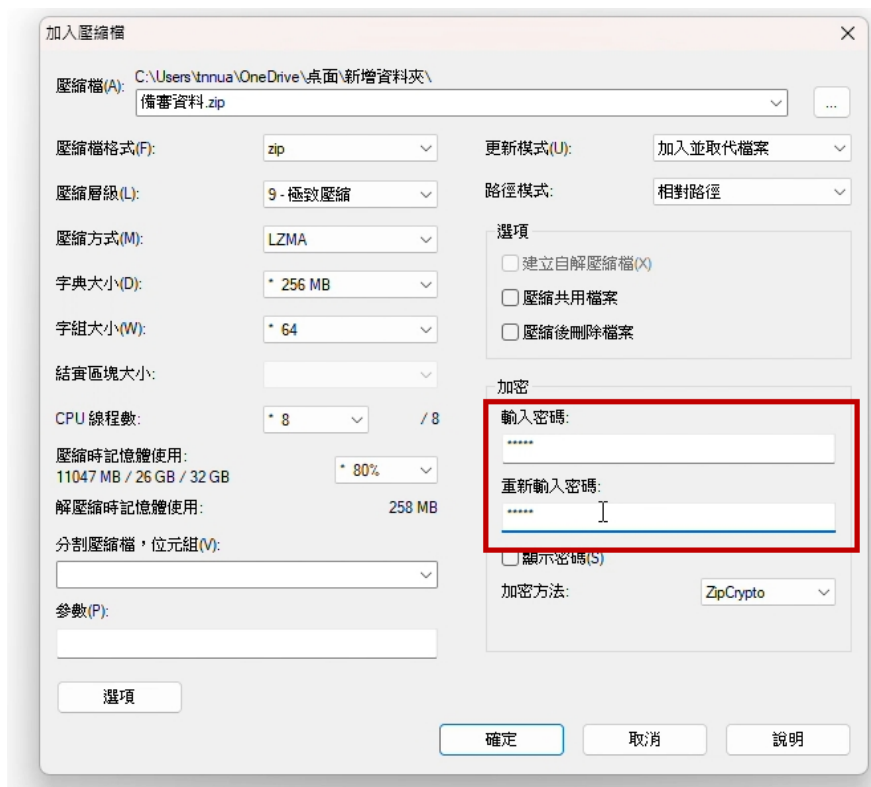 加入壓縮檔
壓縮檔(A): C:\Users\tnnua\OneDrive\桌面\新增資料夾\
備審資料.zip
...
壓縮檔格式(F): zip
壓縮層級(L): 9 - 極致壓縮
壓縮方式(M): LZMA
字典大小(D): * 256 MB
字組大小(W): * 64
結實區塊大小:
CPU 線程數: * 8 / 8
壓縮時記憶體使用:
11047 MB / 26 GB / 32 GB * 80%
解壓縮時記憶體使用: 258 MB
分割壓縮檔，位元組(V):
參數(P):
選項
更新模式(U): 加入並取代檔案
路徑模式: 相對路徑
選項
建立自解壓縮檔(X)
壓縮共用檔案
壓縮後刪除檔案
加密
輸入密碼:
*****
重新輸入密碼:
*****
顯示密碼(S)
加密方法: ZipCrypto
確定 取消 說明